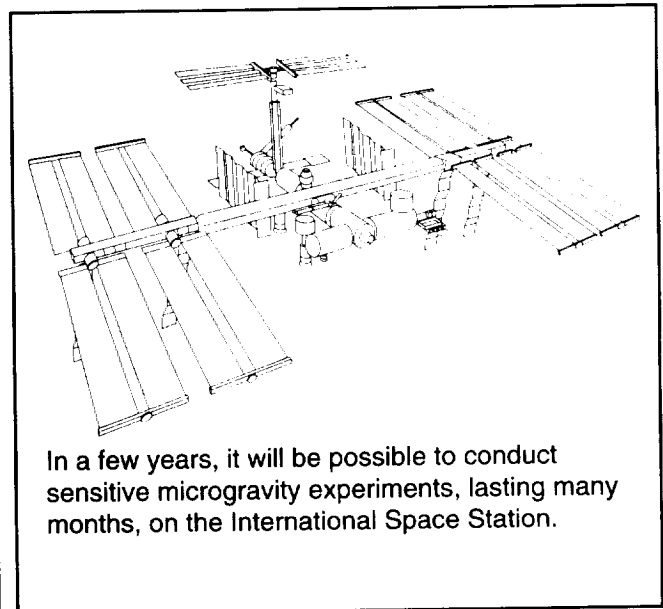 In a few years, it will be possible to conduct
sensitive microgravity experiments, lasting many
months, on the International Space Station.